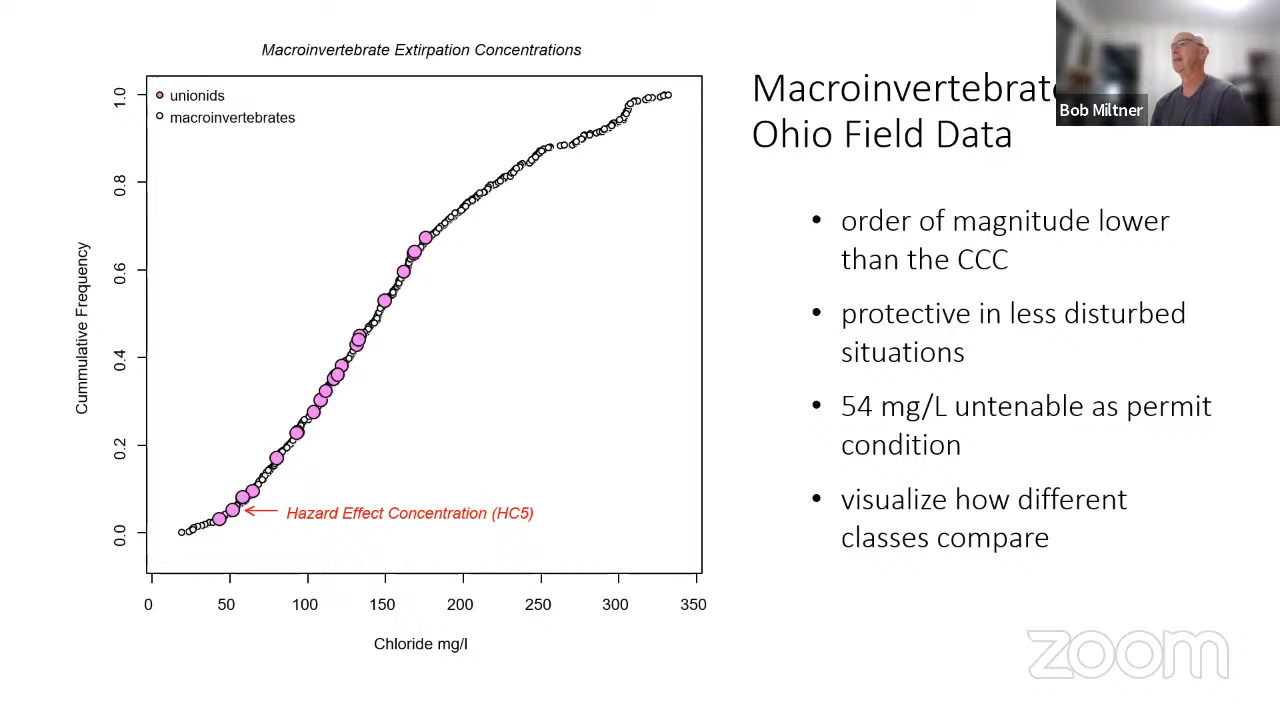 Macroinvertebrate Extirpation Concentrations
unionids
macroinvertebrates
Cummulative Frequency
0.0
0.2
0.4
0.6
0.8
1.0
Hazard Effect Concentration (HC5)
0 50 100 150 200 250 300 350
Chloride mg/l
Macroinvertebrate
Ohio Field Data
• order of magnitude lower
than the CCC
• protective in less disturbed
situations
• 54 mg/L untenable as permit
condition
• visualize how different
classes compare
Bob Miltner
zoom